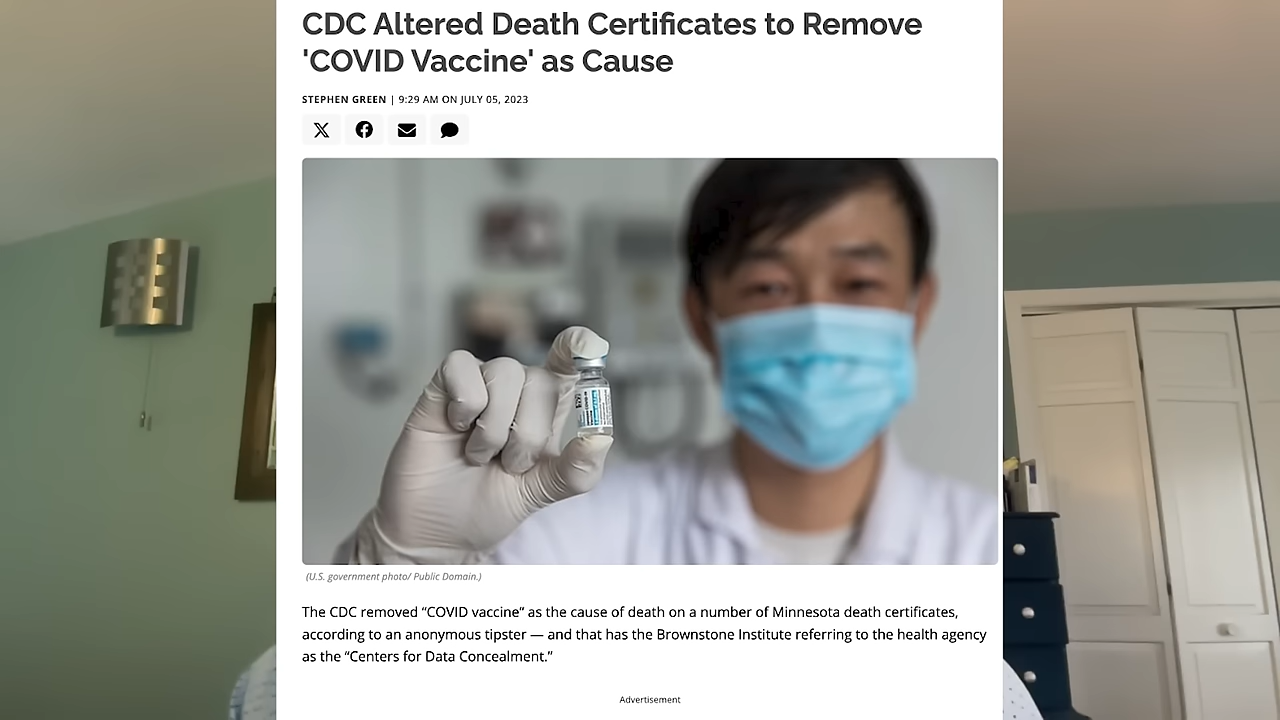 CDC Altered Death Certificates to Remove
'COVID Vaccine' as Cause
STEPHEN GREEN | 9:29 AM ON JULY 05, 2023
(U.S. government photo/ Public Domain.)
The CDC removed “COVID vaccine” as the cause of death on a number of Minnesota death certificates,
according to an anonymous tipster — and that has the Brownstone Institute referring to the health agency
as the “Centers for Data Concealment.”
Advertisement